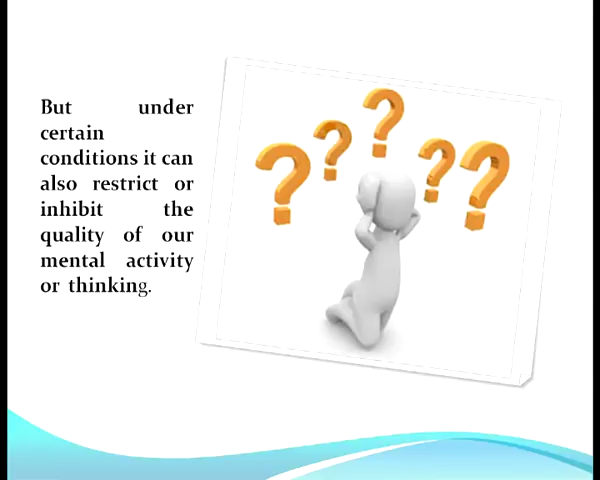 But under
certain
conditions it can
also restrict or
inhibit the
quality of our
mental activity
or thinking.